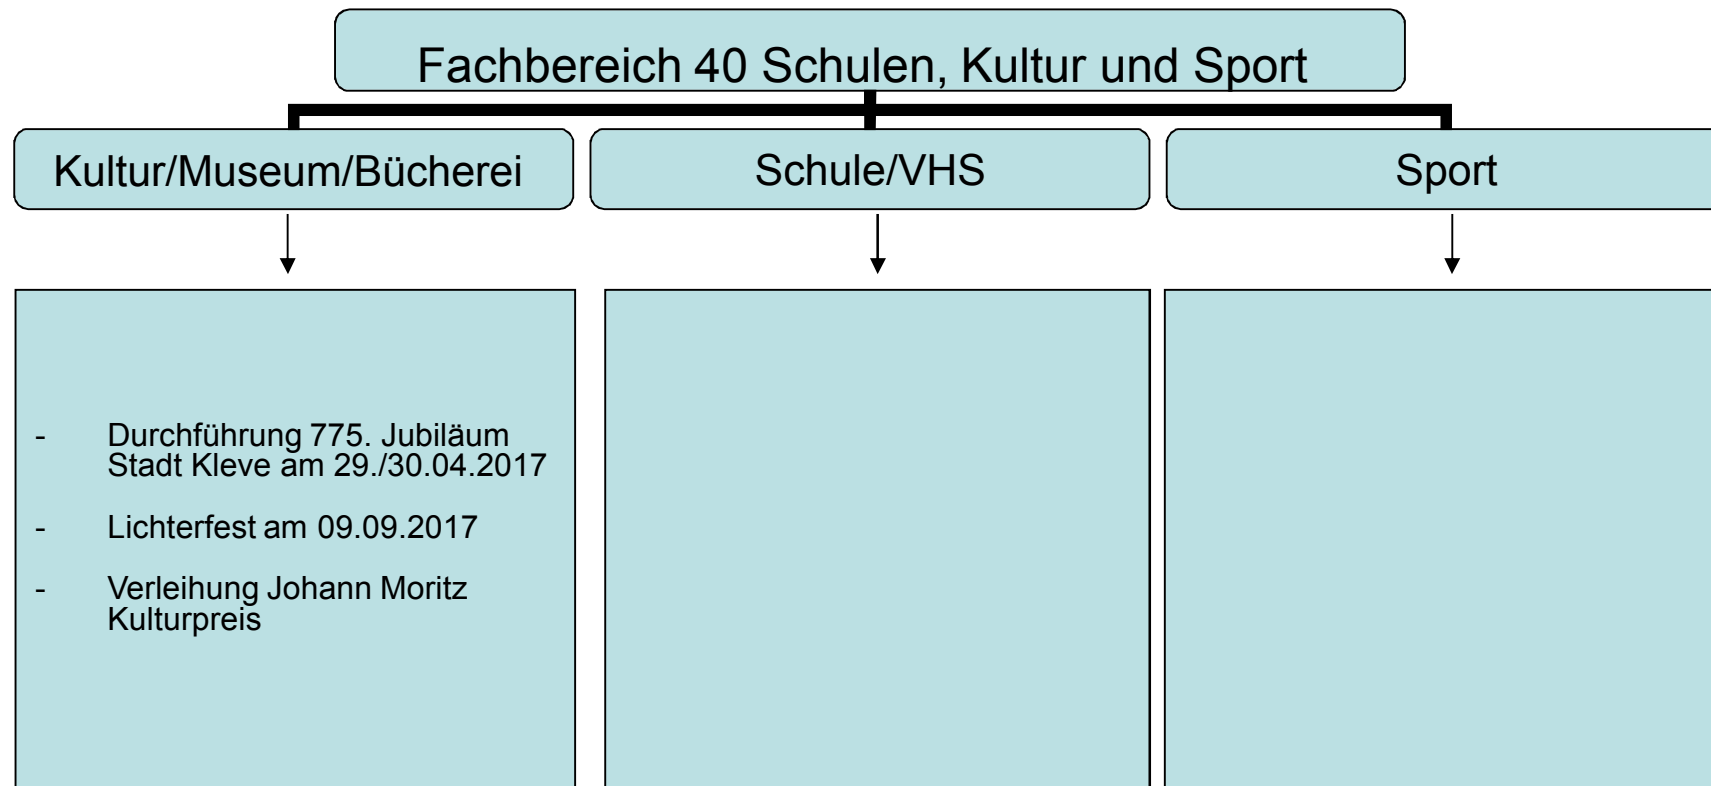 Fachbereich 40 Schulen, Kultur und Sport
Kultur/Museum/Bücherei
Schule/VHS
Sport
- Durchführung 775. Jubiläum
Stadt Kleve am 29./30.04.2017
- Lichterfest am 09.09.2017
- Verleihung Johann Moritz
Kulturpreis